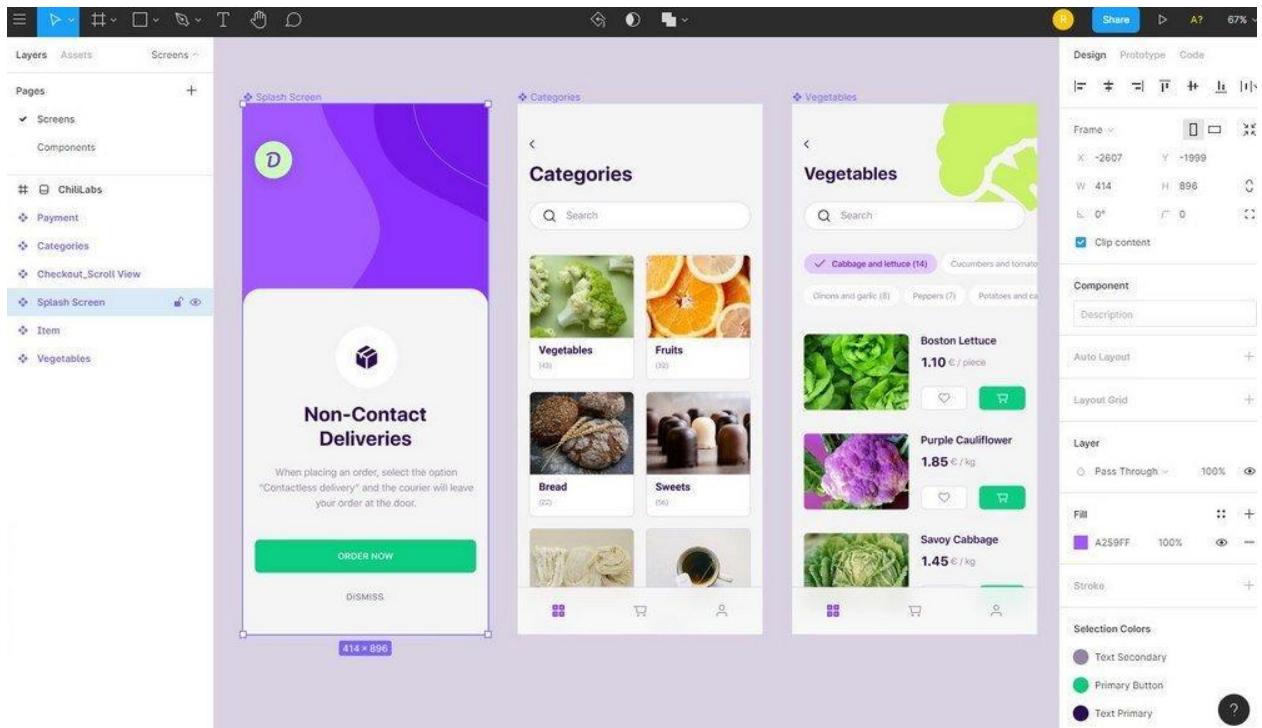 T
R
Share
A?
67%
Layers Assets Screens
Pages
Screens
Components
ChiliLabs
Payment
Categories
Checkout_Scroll View
Splash Screen
Item
Vegetables
Splash Screen
D
Non-Contact
Deliveries
When placing an order, select the option
"Contactless delivery" and the courier will leave
your order at the door.
ORDER NOW
DISMISS
414 × 896
Categories
Categories
Search
Vegetables
(43)
Fruits
(32)
Bread
(22)
Sweets
(56)
Vegetables
Vegetables
Search
Cabbage and lettuce (14) Cucumbers and tomato
Oinons and garlic (8) Peppers (7) Potatoes and ca
Boston Lettuce
1.10 € / piece
Purple Cauliflower
1.85 € / kg
Savoy Cabbage
1.45 € / kg
Design Prototype Code
Frame
X -2607 Y -1999
W 414 H 896
0° 0
Clip content
Component
Description
Auto Layout
Layout Grid
Layer
Pass Through 100%
Fill
A259FF 100%
Stroke
Selection Colors
Text Secondary
Primary Button
Text Primary
?